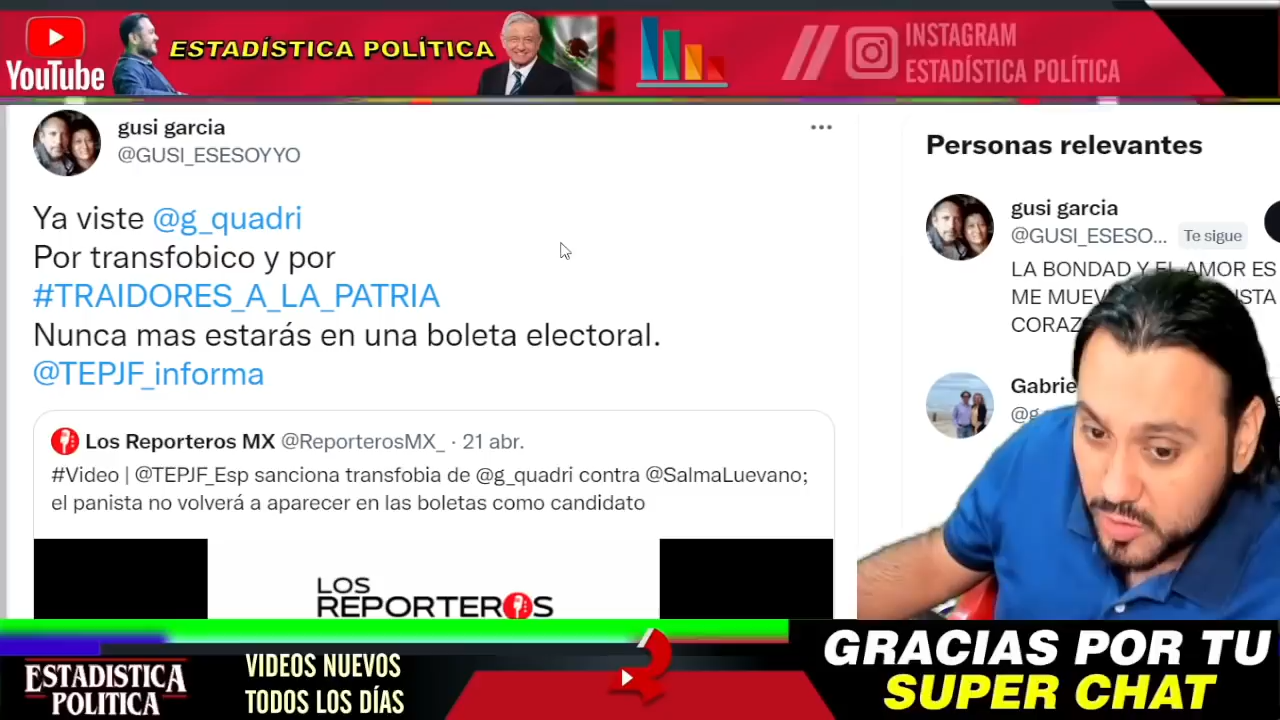 YouTube
ESTADÍSTICA POLÍTICA
INSTAGRAM
ESTADÍSTICA POLÍTICA
gusi garcia
@GUSI_ESESOYYO
Ya viste @g_quadri
Por transfobico y por
#TRAIDORES_A_LA_PATRIA
Nunca mas estarás en una boleta electoral.
@TEPJF_informa
Los Reporteros MX @ReporterosMX_ · 21 abr.
#Video | @TEPJF_Esp sanciona transfobia de @g_quadri contra @SalmaLuevano;
el panista no volverá a aparecer en las boletas como candidato
LOS
REPORTEROS
Personas relevantes
gusi garcia
@GUSI_ESESO... Te sigue
LA BONDAD Y EL AMOR ES
ME
Gabrie
ESTADISTICA
POLÍTICA
VIDEOS NUEVOS
TODOS LOS DÍAS
GRACIAS POR TU
SUPER CHAT